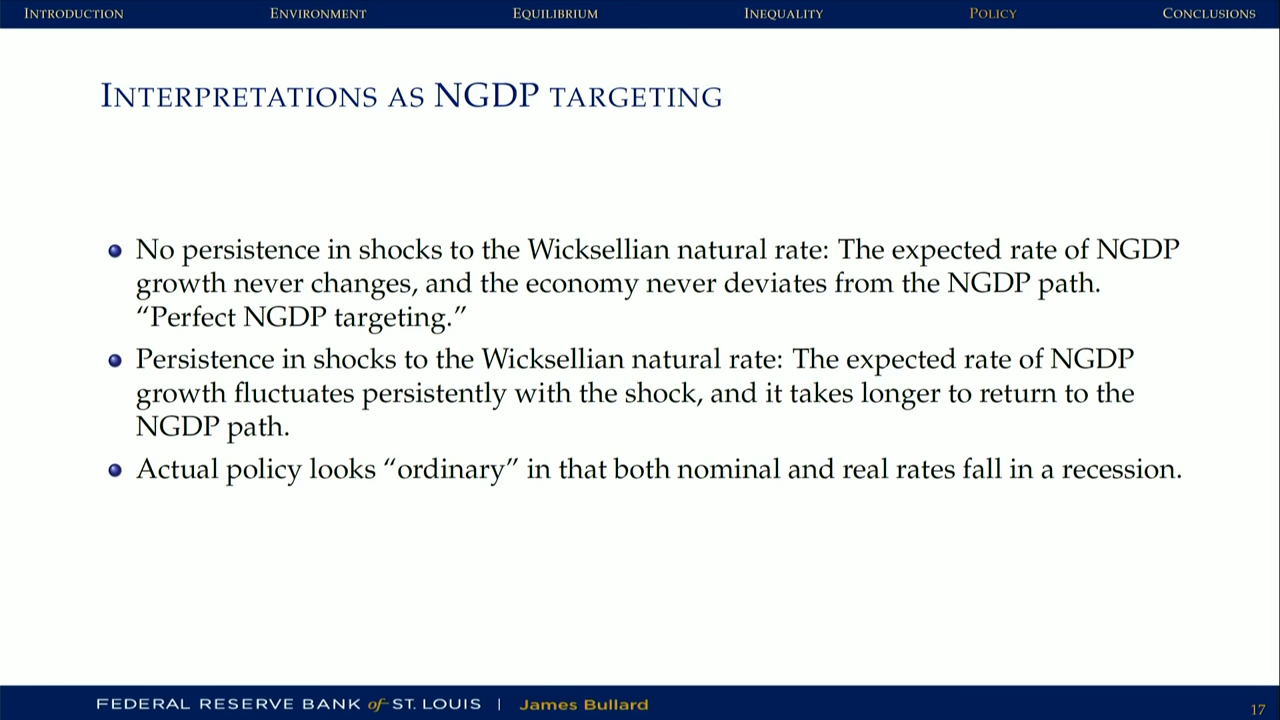 INTRODUCTION ENVIRONMENT EQUILIBRIUM INEQUALITY POLICY CONCLUSIONS
INTERPRETATIONS AS NGDP TARGETING
No persistence in shocks to the Wicksellian natural rate: The expected rate of NGDP
growth never changes, and the economy never deviates from the NGDP path.
“Perfect NGDP targeting.”
Persistence in shocks to the Wicksellian natural rate: The expected rate of NGDP
growth fluctuates persistently with the shock, and it takes longer to return to the
NGDP path.
Actual policy looks “ordinary” in that both nominal and real rates fall in a recession.
FEDERAL RESERVE BANK of ST. LOUIS | James Bullard
17